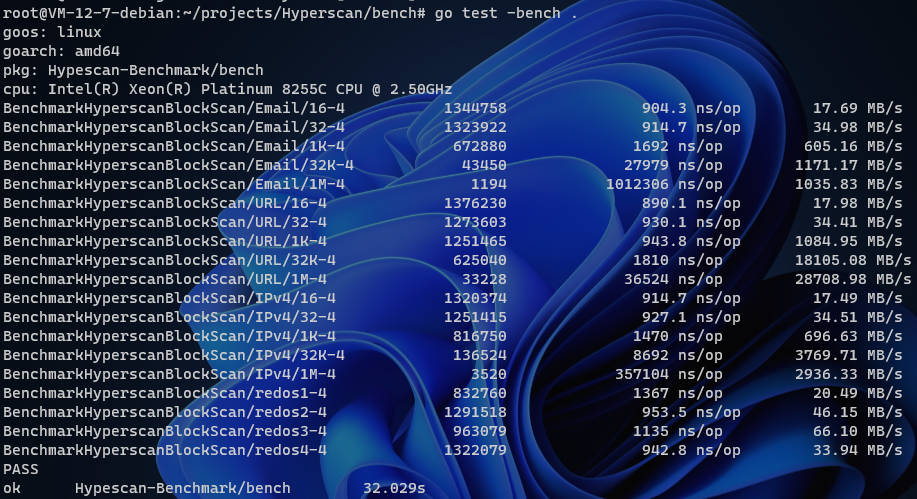 root@VM-12-7-debian:~/projects/Hyperscan/bench# go test -bench .
goos: linux
goarch: amd64
pkg: Hypescan-Benchmark/bench
cpu: Intel(R) Xeon(R) Platinum 8255C CPU @ 2.50GHz
BenchmarkHyperscanBlockScan/Email/16-4 1344758 904.3 ns/op 17.69 MB/s
BenchmarkHyperscanBlockScan/Email/32-4 1323922 914.7 ns/op 34.98 MB/s
BenchmarkHyperscanBlockScan/Email/1K-4 672880 1692 ns/op 605.16 MB/s
BenchmarkHyperscanBlockScan/Email/32K-4 43450 27979 ns/op 1171.17 MB/s
BenchmarkHyperscanBlockScan/Email/1M-4 1194 1012306 ns/op 1035.83 MB/s
BenchmarkHyperscanBlockScan/URL/16-4 1376230 890.1 ns/op 17.98 MB/s
BenchmarkHyperscanBlockScan/URL/32-4 1273603 930.1 ns/op 34.41 MB/s
BenchmarkHyperscanBlockScan/URL/1K-4 1251465 943.8 ns/op 1084.95 MB/s
BenchmarkHyperscanBlockScan/URL/32K-4 625040 1810 ns/op 18105.08 MB/s
BenchmarkHyperscanBlockScan/URL/1M-4 33228 36524 ns/op 28708.98 MB/s
BenchmarkHyperscanBlockScan/IPv4/16-4 1320374 914.7 ns/op 17.49 MB/s
BenchmarkHyperscanBlockScan/IPv4/32-4 1251415 927.1 ns/op 34.51 MB/s
BenchmarkHyperscanBlockScan/IPv4/1K-4 816750 1470 ns/op 696.63 MB/s
BenchmarkHyperscanBlockScan/IPv4/32K-4 136524 8692 ns/op 3769.71 MB/s
BenchmarkHyperscanBlockScan/IPv4/1M-4 3520 357104 ns/op 2936.33 MB/s
BenchmarkHyperscanBlockScan/redos1-4 832760 1367 ns/op 20.49 MB/s
BenchmarkHyperscanBlockScan/redos2-4 1291518 953.5 ns/op 46.15 MB/s
BenchmarkHyperscanBlockScan/redos3-4 963079 1135 ns/op 66.10 MB/s
BenchmarkHyperscanBlockScan/redos4-4 1322079 942.8 ns/op 33.94 MB/s
PASS
ok Hypescan-Benchmark/bench 32.029s